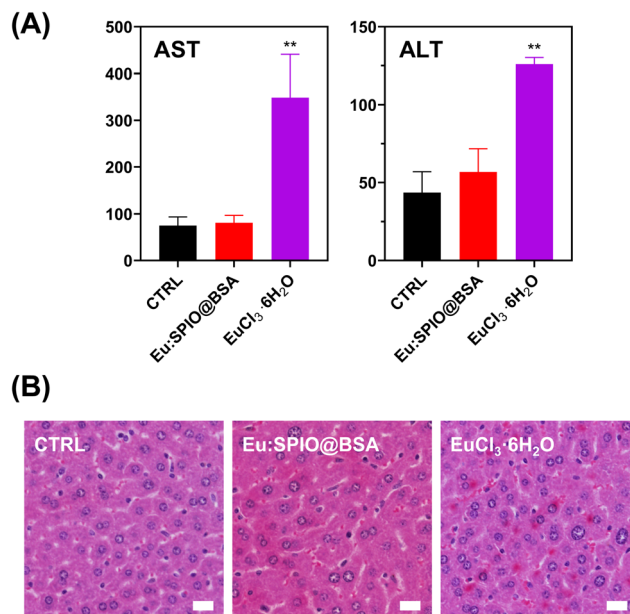 (A)
AST
500
400
300
200
100
0
**
CTRL
Eu:SPIO@BSA
EuCl₃·6H₂O
ALT
150
100
50
0
**
CTRL
Eu:SPIO@BSA
EuCl₃·6H₂O
(B)
CTRL
Eu:SPIO@BSA
EuCl₃·6H₂O